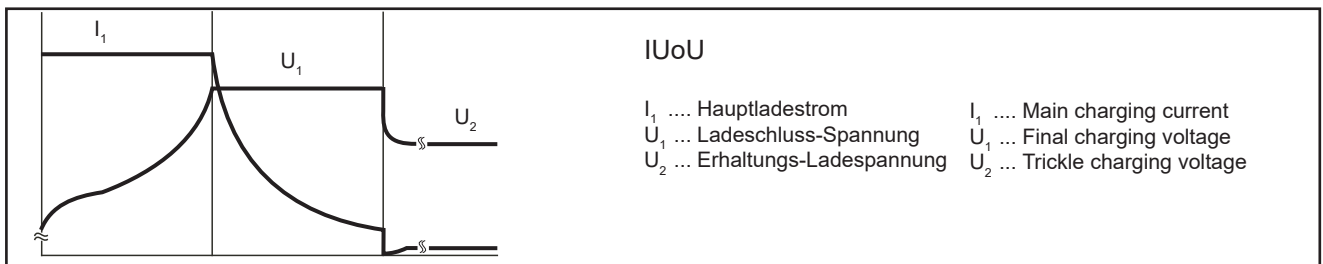 I₁
U₁
U₂
IUoU
I₁ .... Hauptladestrom
U₁ ... Ladeschluss-Spannung
U₂ ... Erhaltungs-Ladespannung
I₁ .... Main charging current
U₁ ... Final charging voltage
U₂ ... Trickle charging voltage